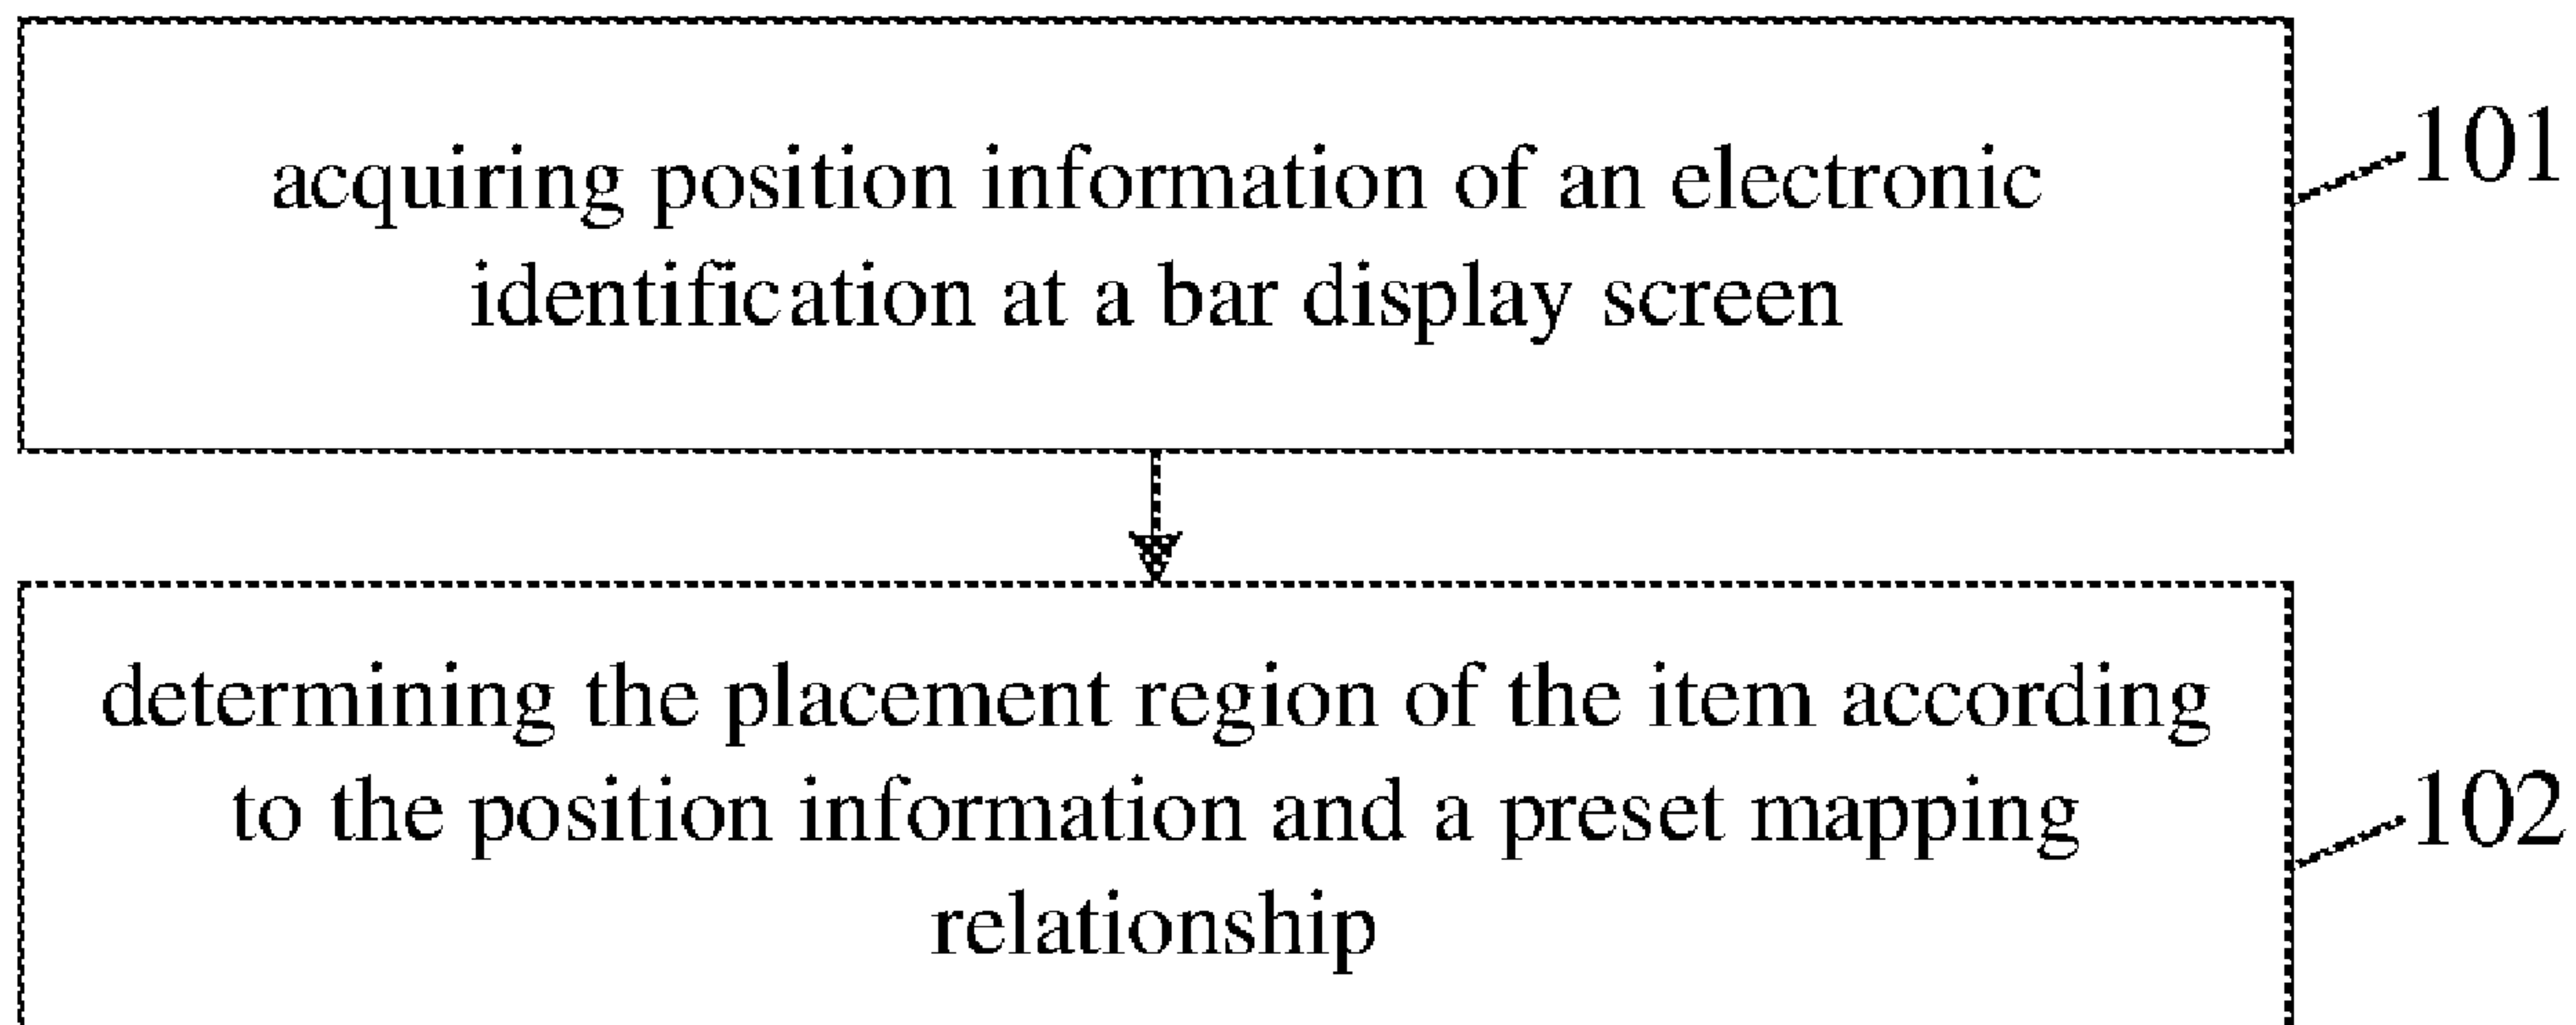 acquiring position information of an electronic
identification at a bar display screen
101
determining the placement region of the item according
to the position information and a preset mapping
relationship
102